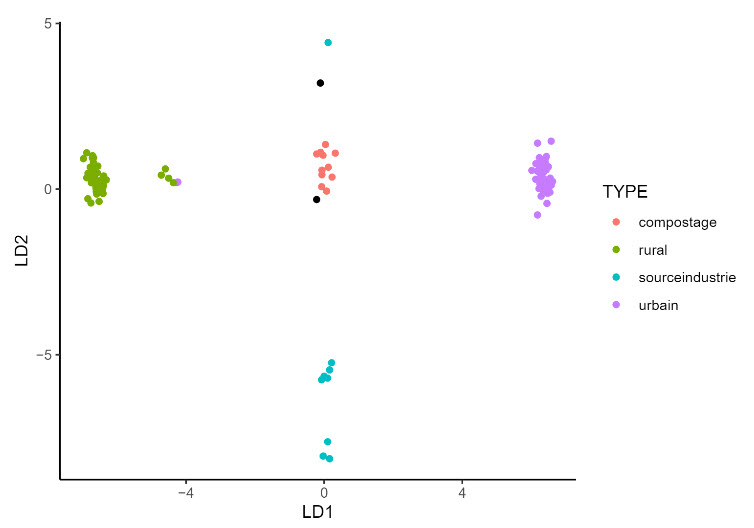 5
0
−5
−4
0
4
LD1
LD2
TYPE
compostage
rural
sourceindustrie
urbain